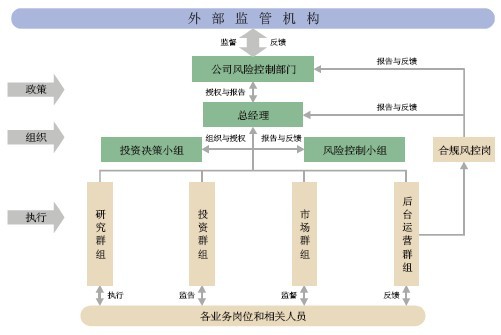 外部监管机构
监督
反馈
公司风险控制部门
报告与反馈
政策
授权与报告
总经理
报告与反馈
组织
组织与授权
报告与反馈
投资决策小组
风险控制小组
合规风控岗
执行
研究群组
投资群组
市场群组
后台运营群组
执行
监告
监督
反馈
各业务岗位和相关人员